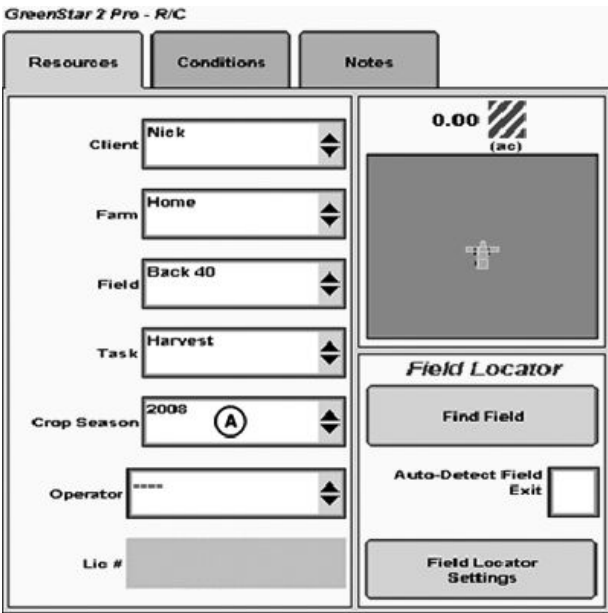 GreenStar 2 Pro - R/C
Resources
Conditions
Notes
Client
Nick
Farm
Home
Field
Back 40
Task
Harvest
Crop Season
2008
A
Operator
----
Lic #
0.00
(ac)
Field Locator
Find Field
Auto-Detect Field
Exit
Field Locator
Settings